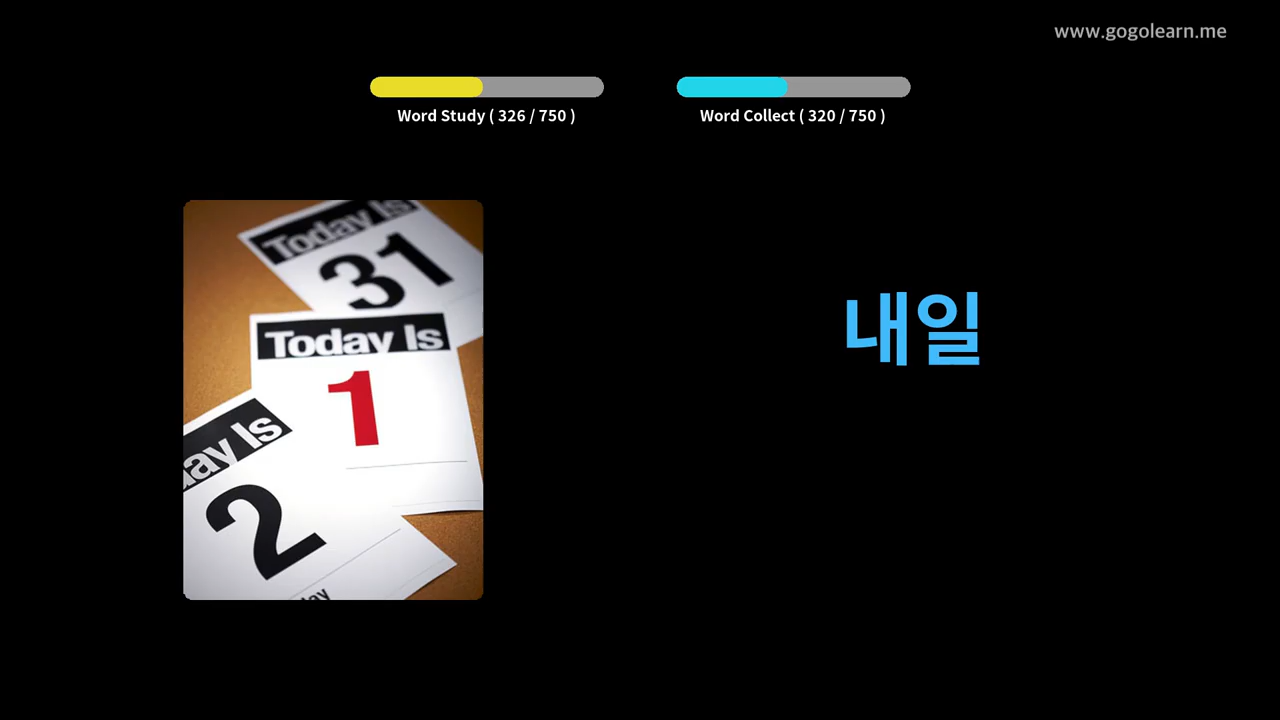 www.gogolearn.me
Word Study ( 326 / 750 )
Word Collect ( 320 / 750 )
Today Is
31
Today Is
1
day Is
2
내일